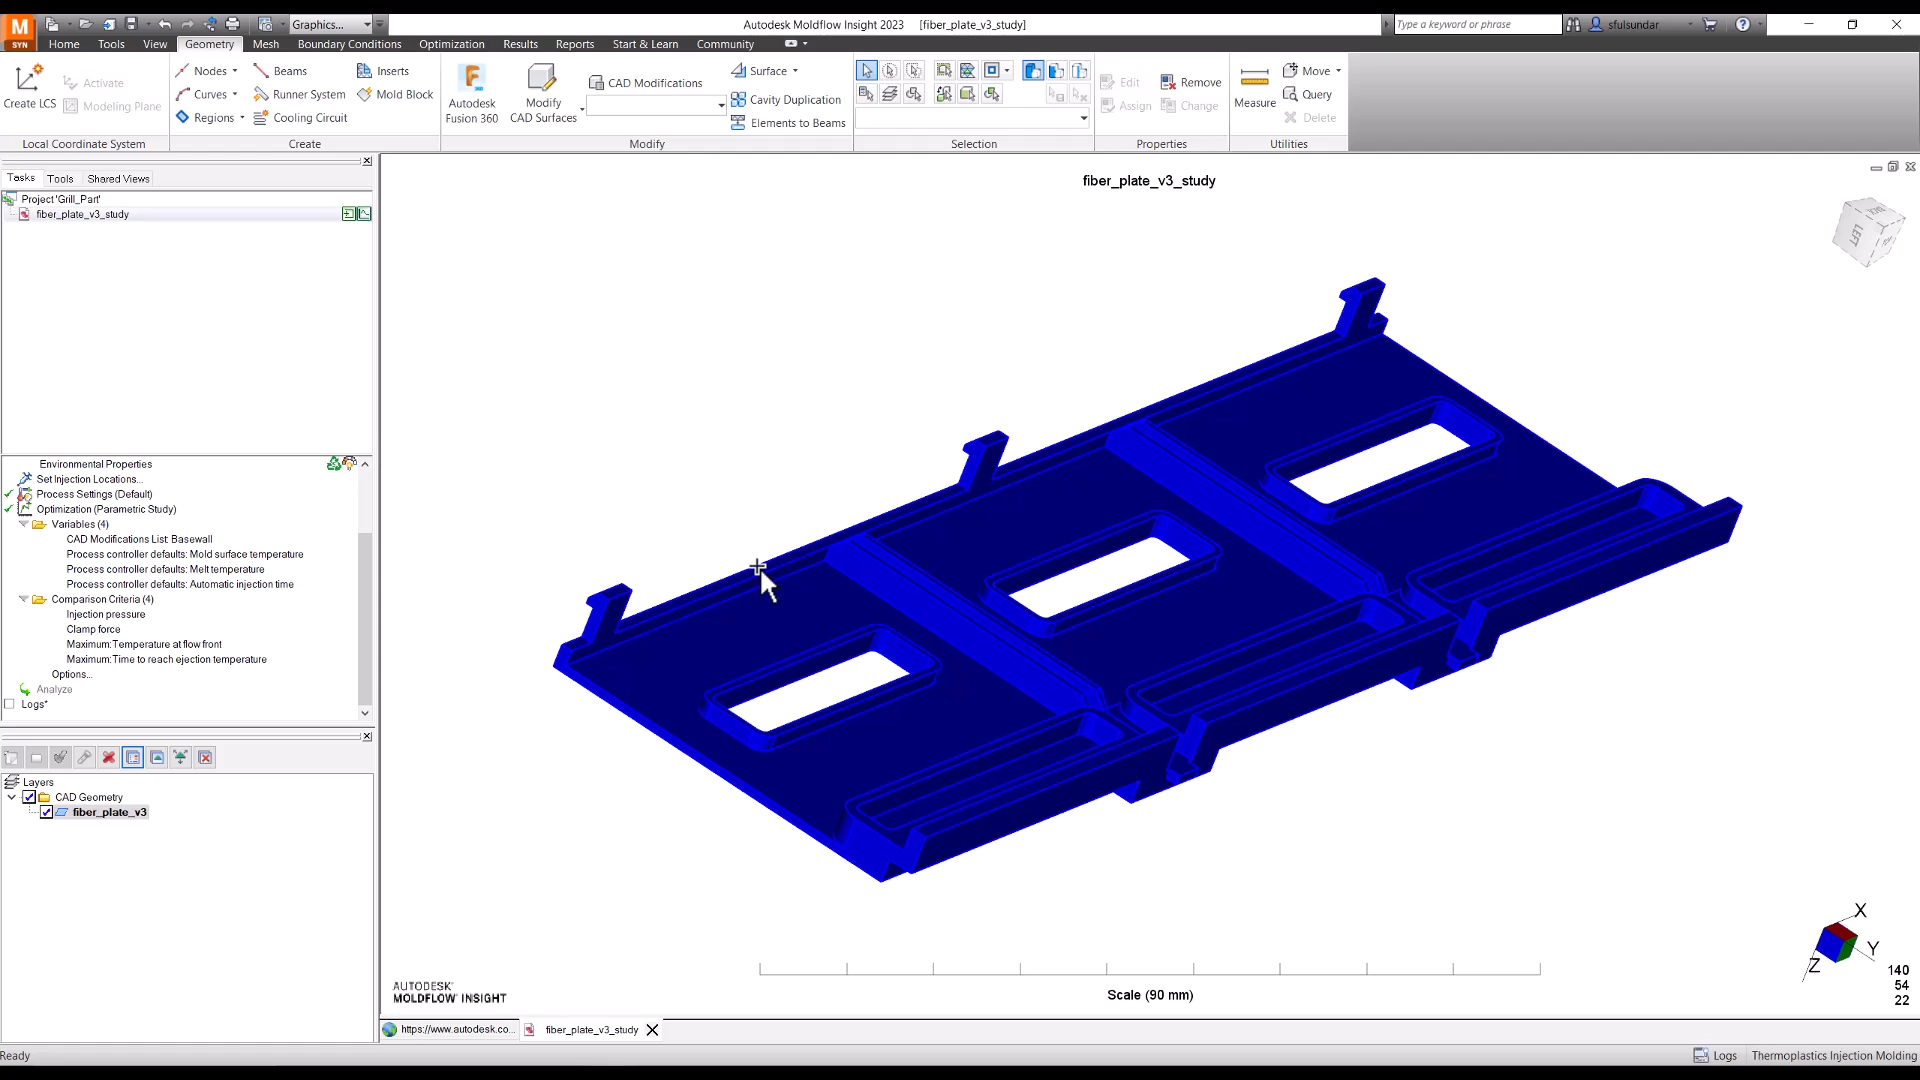 M
SYN
Graphics...
Autodesk Moldflow Insight 2023 [fiber_plate_v3_study]
Type a keyword or phrase
sfulsundar
Home
Tools
View
Geometry
Mesh
Boundary Conditions
Optimization
Results
Reports
Start & Learn
Community
Create LCS
Activate
Modeling Plane
Local Coordinate System
Nodes
Curves
Regions
Beams
Runner System
Cooling Circuit
Inserts
Mold Block
Create
Autodesk
Fusion 360
Modify
CAD Surfaces
CAD Modifications
Surface
Cavity Duplication
Elements to Beams
Modify
Selection
Edit
Assign
Remove
Change
Properties
Measure
Move
Query
Delete
Utilities
Tasks
Tools
Shared Views
Project 'Grill_Part'
fiber_plate_v3_study
Environmental Properties
Set Injection Locations...
Process Settings (Default)
Optimization (Parametric Study)
Variables (4)
CAD Modifications List: Basewall
Process controller defaults: Mold surface temperature
Process controller defaults: Melt temperature
Process controller defaults: Automatic injection time
Comparison Criteria (4)
Injection pressure
Clamp force
Maximum:Temperature at flow front
Maximum:Time to reach ejection temperature
Options...
Analyze
Logs*
Layers
CAD Geometry
fiber_plate_v3
fiber_plate_v3_study
LEFT
X
Y
Z
140
54
22
AUTODESK
MOLDFLOW INSIGHT
Scale (90 mm)
https://www.autodesk.co...
fiber_plate_v3_study
Ready
Logs
Thermoplastics Injection Molding